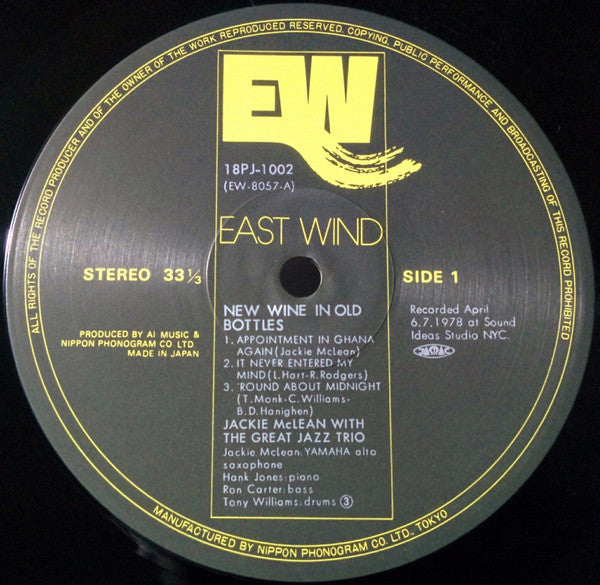 ALL RIGHTS OF THE RECORD PRODUCER AND OF THE OWNER OF THE WORK REPRODUCED RESERVED. COPYING, PUBLIC PERFORMANCE AND BROADCASTING OF THIS RECORD PROHIBITED
EW
18PJ-1002
(EW-8057-A)
EAST WIND
STEREO 33⅓
SIDE 1
NEW WINE IN OLD
BOTTLES
1. APPOINTMENT IN GHANA
AGAIN (Jackie McLean)
2. IT NEVER ENTERED MY
MIND (L. Hart-R. Rodgers)
3. 'ROUND ABOUT MIDNIGHT
(T. Monk-C. Williams-
B.D. Hanighen)
JACKIE McLEAN WITH
THE GREAT JAZZ TRIO
Jackie McLean: YAMAHA alto
saxophone
Hank Jones: piano
Ron Carter: bass
Tony Williams: drums ③
PRODUCED BY AI MUSIC &
NIPPON PHONOGRAM CO LTD
MADE IN JAPAN
Recorded April
6.7.1978 at Sound
Ideas Studio NYC.
JASRAC
MANUFACTURED BY NIPPON PHONOGRAM CO. LTD., TOKYO